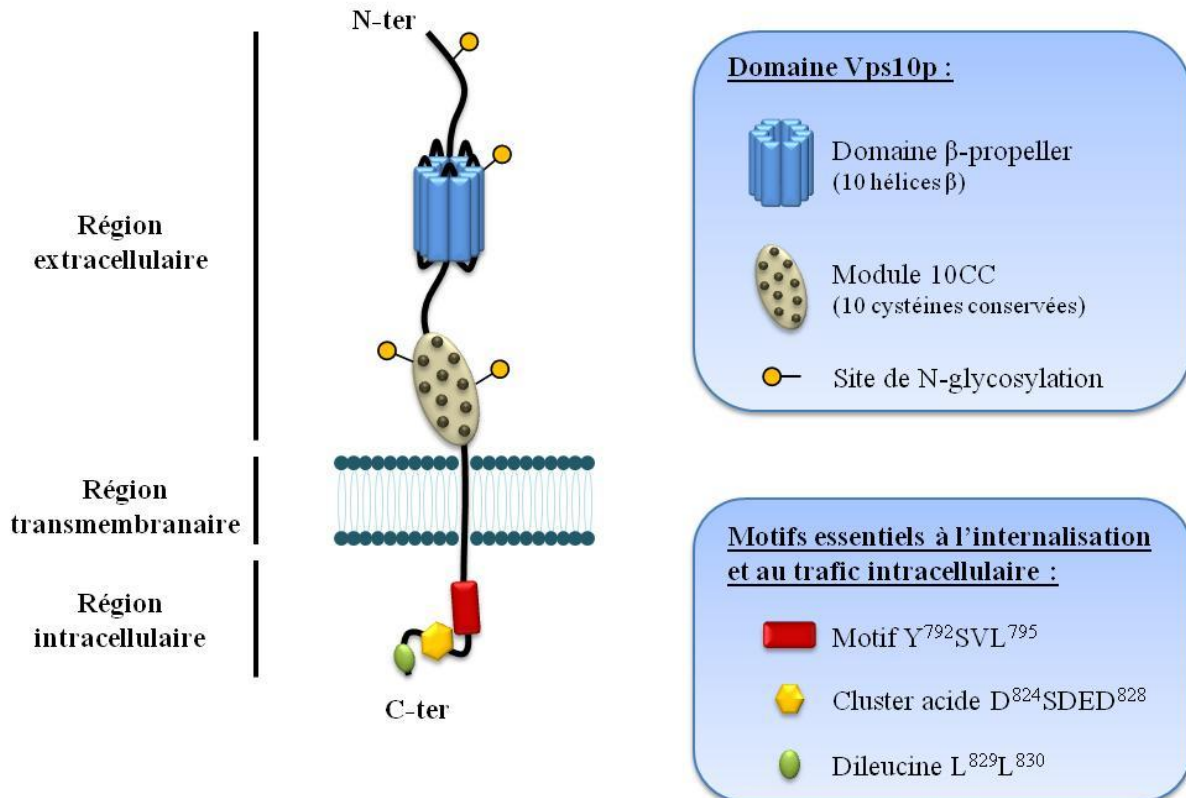 N-ter
Région
extracellulaire
Région
transmembranaire
Région
intracellulaire
C-ter
Domaine Vps10p :
Domaine β-propeller
(10 hélices β)
Module 10CC
(10 cystéines conservées)
Site de N-glycosylation
Motifs essentiels à l’internalisation
et au trafic intracellulaire :
Motif Y⁷⁹²SVL⁷⁹⁵
Cluster acide D⁸²⁴SDED⁸²⁸
Dileucine L⁸²⁹L⁸³⁰